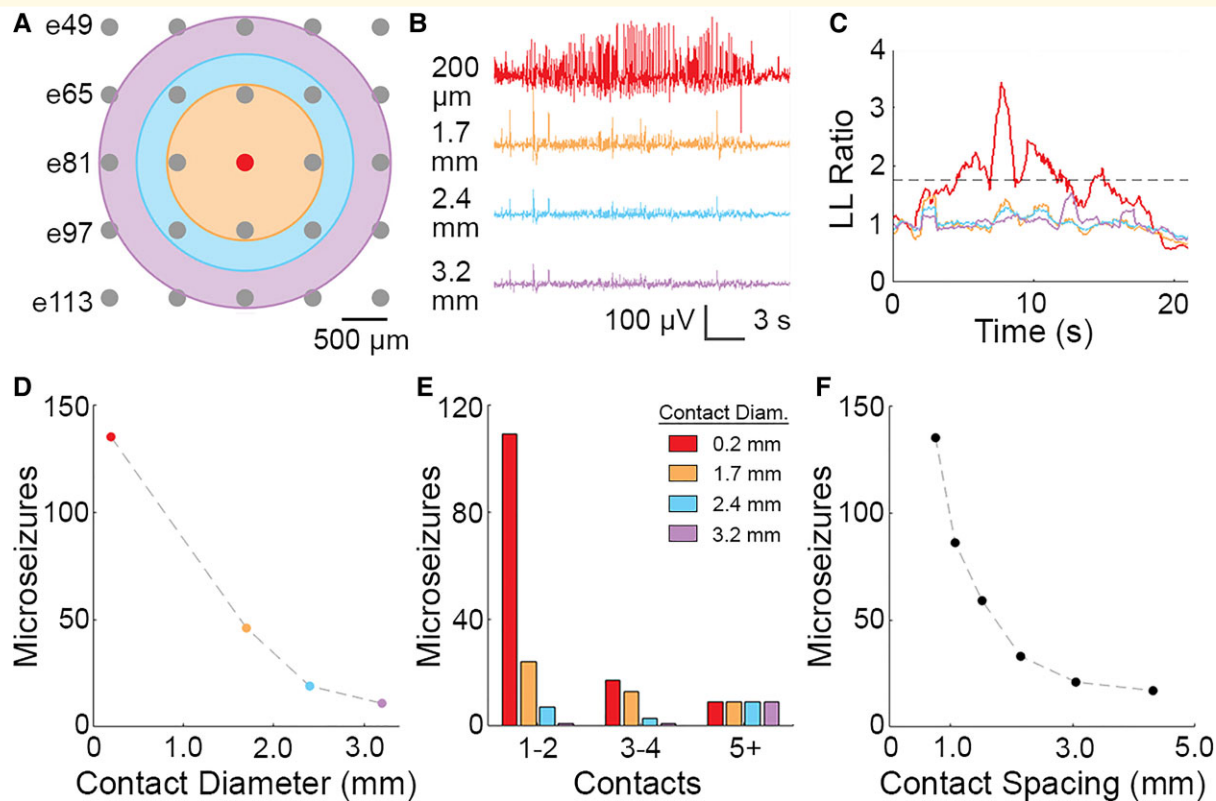 A
e49
e65
e81
e97
e113
500 µm
B
200
µm
1.7
mm
2.4
mm
3.2
mm
100 µV
3 s
C
4
3
2
1
0
LL Ratio
0
10
20
Time (s)
D
150
100
50
0
Microseizures
0
1.0
2.0
3.0
Contact Diameter (mm)
E
120
80
40
0
Microseizures
Contact Diam.
0.2 mm
1.7 mm
2.4 mm
3.2 mm
1-2
3-4
5+
Contacts
F
150
100
50
0
Microseizures
0
1.0
3.0
5.0
Contact Spacing (mm)